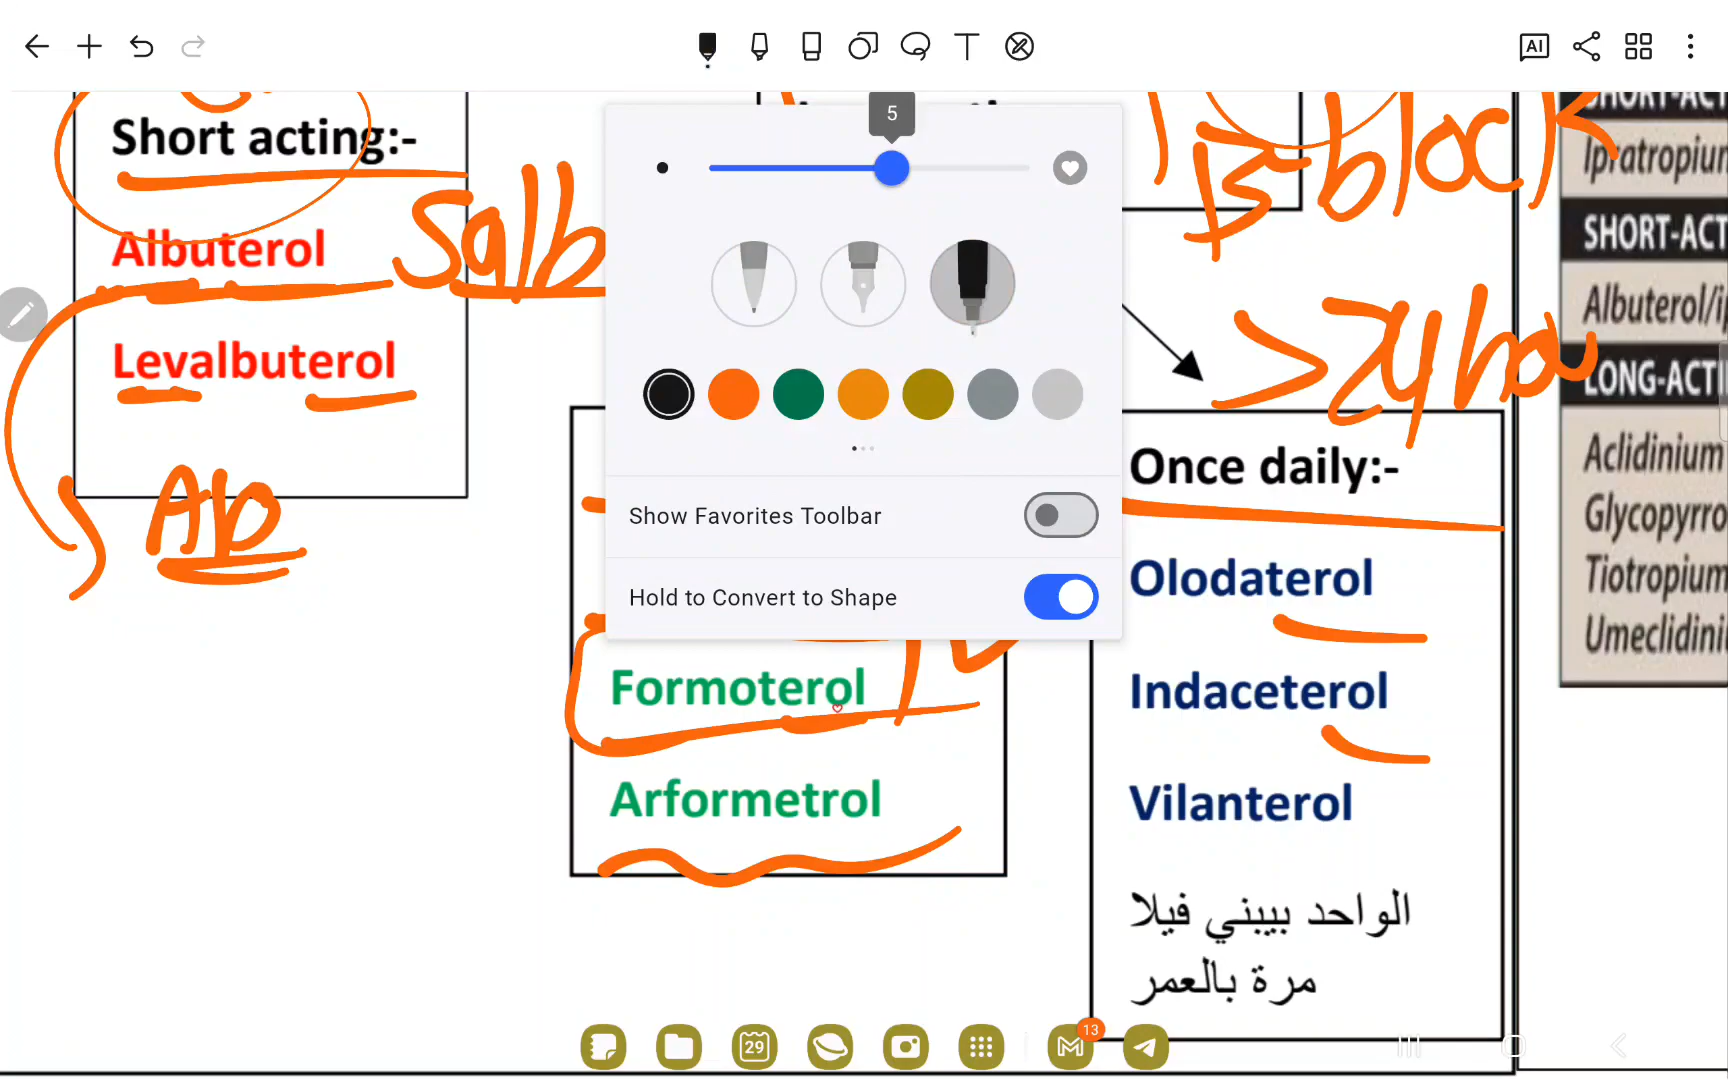 5
Short acting:-
Albuterol
Salb
Levalbuterol
Alb
β-block
Show Favorites Toolbar
Hold to Convert to Shape
Formoterol
Arformetrol
Once daily:-
Olodaterol
Indaceterol
Vilanterol
الواحد بيبني فيلا
مرة بالعمر
SHORT-ACT
Ipratropium
SHORT-ACT
Albuterol/i
LONG-ACTI
Aclidinium
Glycopyrro
Tiotropium
Umeclidini
AI
T
29
13